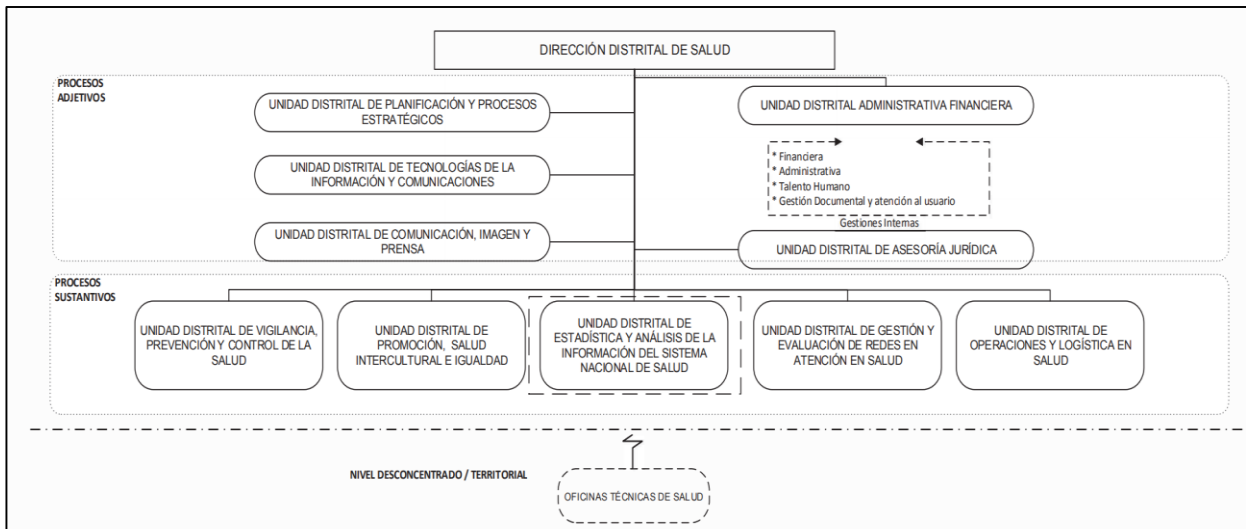 DIRECCIÓN DISTRITAL DE SALUD
PROCESOS
ADJETIVOS
UNIDAD DISTRITAL DE PLANIFICACIÓN Y PROCESOS
ESTRATÉGICOS
UNIDAD DISTRITAL ADMINISTRATIVA FINANCIERA
UNIDAD DISTRITAL DE TECNOLOGÍAS DE LA
INFORMACIÓN Y COMUNICACIONES
* Financiera
* Administrativa
* Talento Humano
* Gestión Documental y atención al usuario
Gestiones Internas
UNIDAD DISTRITAL DE COMUNICACIÓN, IMAGEN Y
PRENSA
UNIDAD DISTRITAL DE ASESORÍA JURÍDICA
PROCESOS
SUSTANTIVOS
UNIDAD DISTRITAL DE VIGILANCIA,
PREVENCIÓN Y CONTROL DE LA
SALUD
UNIDAD DISTRITAL DE
PROMOCIÓN, SALUD
INTERCULTURAL E IGUALDAD
UNIDAD DISTRITAL DE
ESTADÍSTICA Y ANÁLISIS DE LA
INFORMACIÓN DEL SISTEMA
NACIONAL DE SALUD
UNIDAD DISTRITAL DE GESTIÓN Y
EVALUACIÓN DE REDES EN
ATENCIÓN EN SALUD
UNIDAD DISTRITAL DE
OPERACIONES Y LOGÍSTICA EN
SALUD
NIVEL DESCONCENTRADO / TERRITORIAL
OFICINAS TÉCNICAS DE SALUD